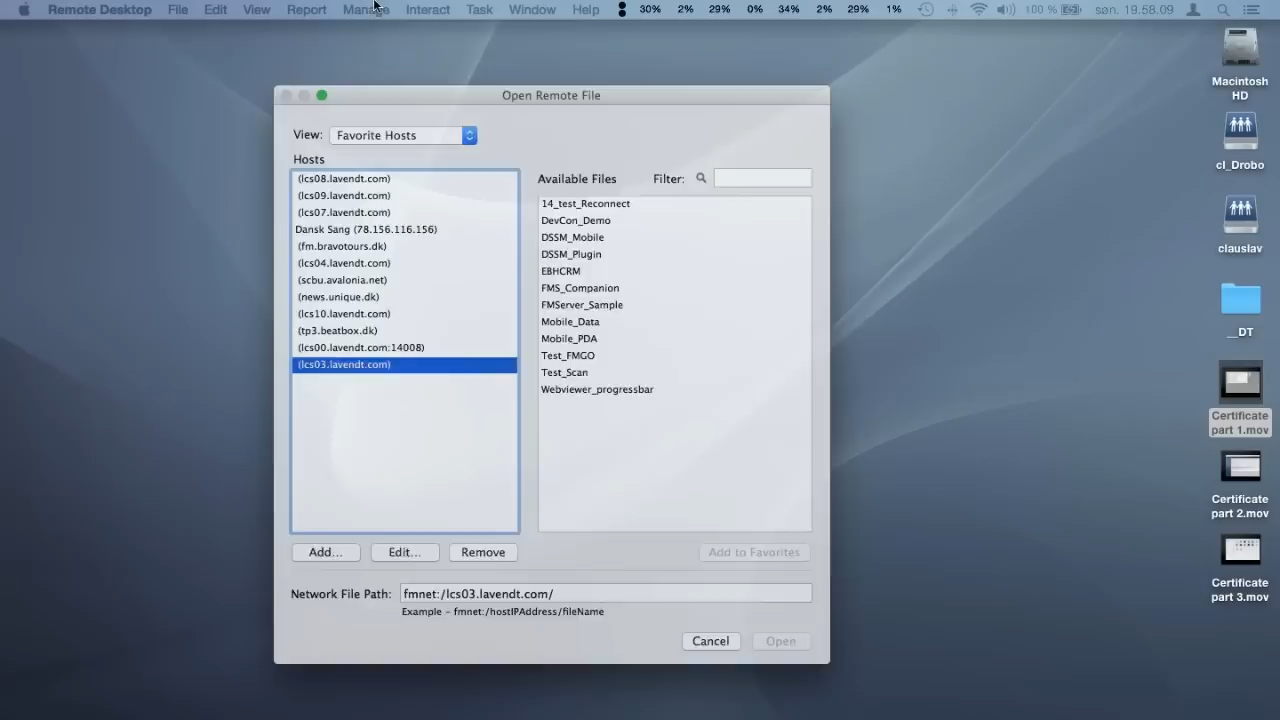 Remote Desktop File Edit View Report Manage Interact Task Window Help 30% 2% 29% 0% 34% 2% 29% 1% 100 % søn. 19.58.09
Open Remote File
View: Favorite Hosts
Hosts
(lcs08.lavendt.com)
(lcs09.lavendt.com)
(lcs07.lavendt.com)
Dansk Sang (78.156.116.156)
(fm.bravotours.dk)
(lcs04.lavendt.com)
(scbu.avalonia.net)
(news.unique.dk)
(lcs10.lavendt.com)
(tp3.beatbox.dk)
(lcs00.lavendt.com:14008)
(lcs03.lavendt.com)
Available Files Filter:
14_test_Reconnect
DevCon_Demo
DSSM_Mobile
DSSM_Plugin
EBHCRM
FMS_Companion
FMServer_Sample
Mobile_Data
Mobile_PDA
Test_FMGO
Test_Scan
Webviewer_progressbar
Add... Edit... Remove Add to Favorites
Network File Path: fmnet:/lcs03.lavendt.com/
Example - fmnet:/hostIPAddress/fileName
Cancel Open
Macintosh
HD
cl_Drobo
clauslav
__DT
Certificate
part 1.mov
Certificate
part 2.mov
Certificate
part 3.mov